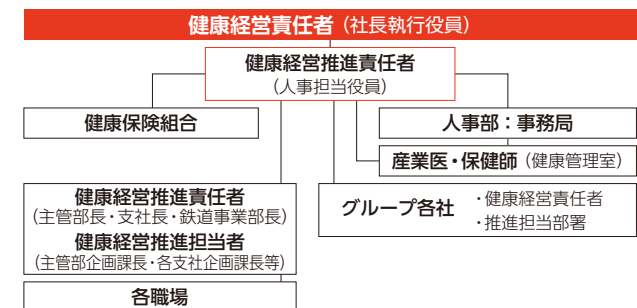 健康経営責任者（社長執行役員）
健康経営推進責任者
（人事担当役員）
健康保険組合
人事部：事務局
産業医・保健師（健康管理室）
健康経営推進責任者
（主管部長・支社長・鉄道事業部長）
健康経営推進担当者
（主管部企画課長・各支社企画課長等）
グループ各社
・健康経営責任者
・推進担当部署
各職場